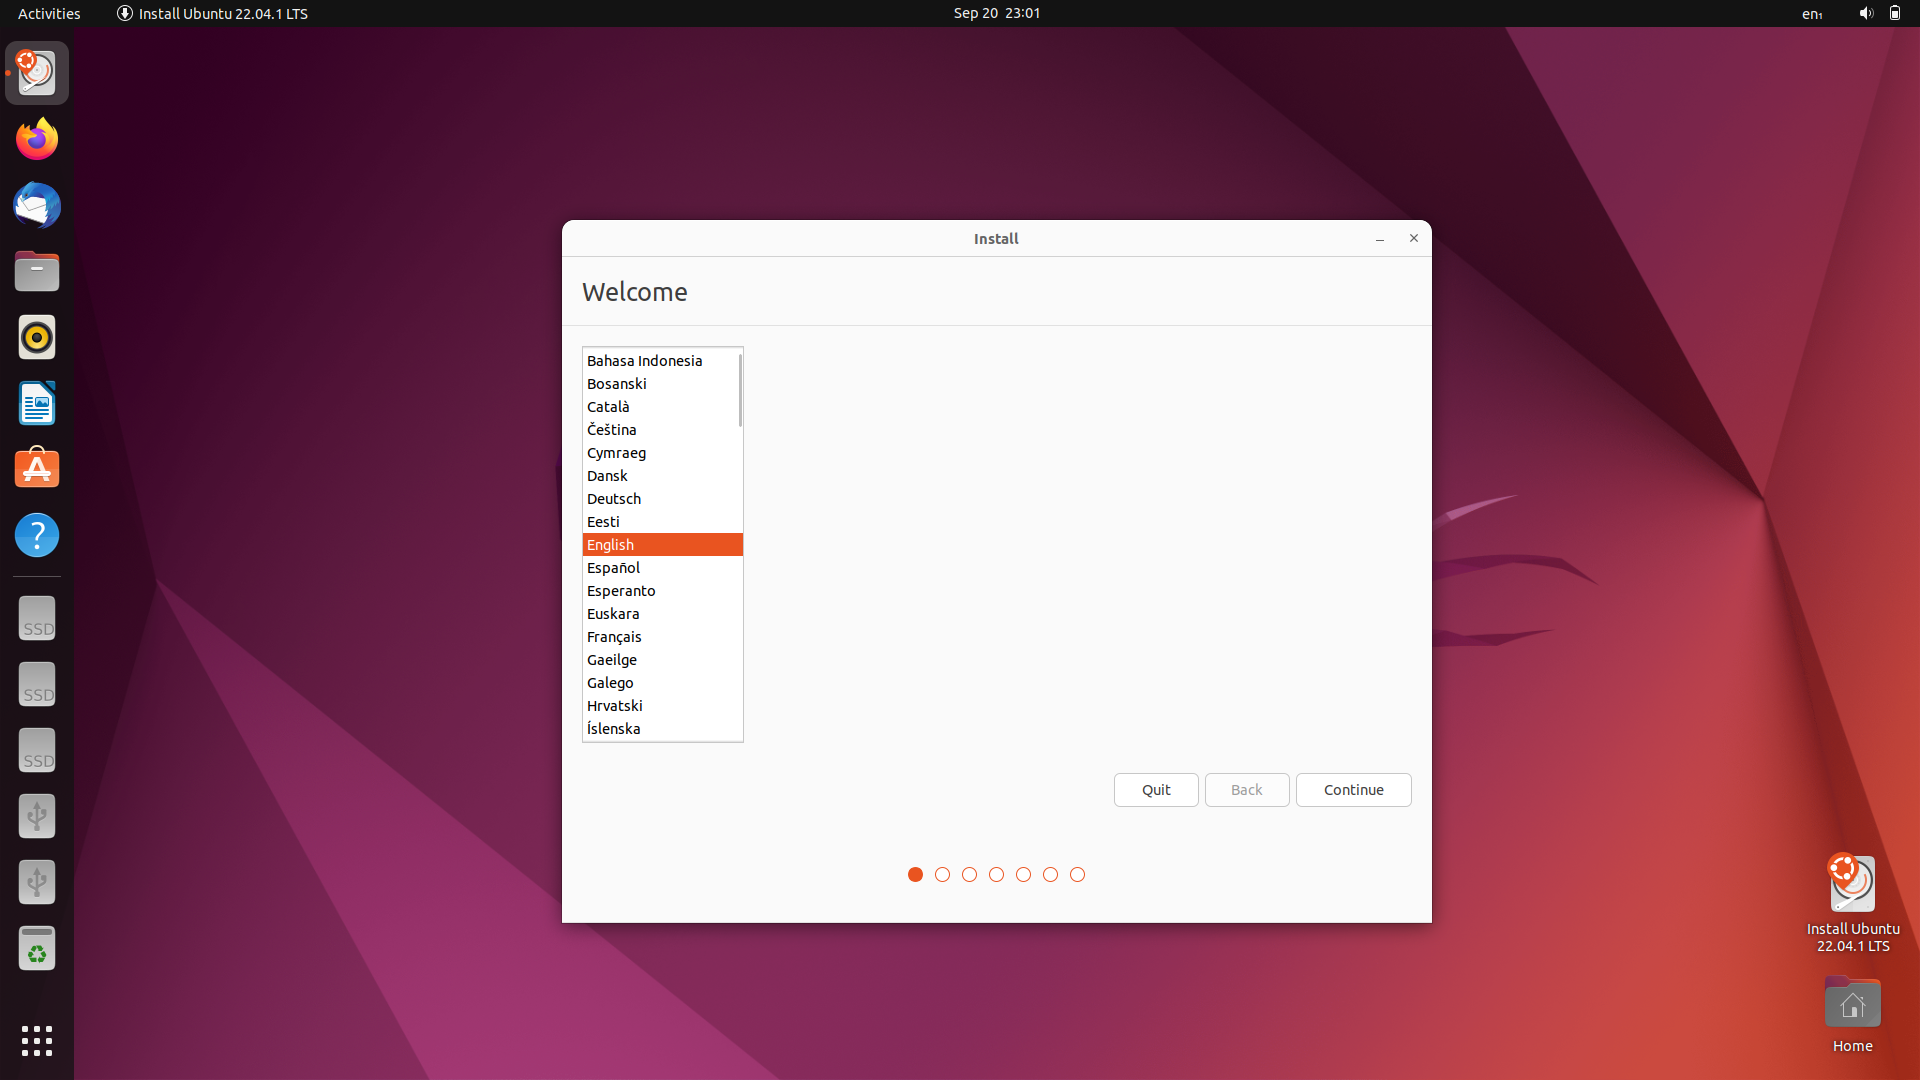 Activities
Install Ubuntu 22.04.1 LTS
Sep 20 23:01
en₁
Install
Welcome
Bahasa Indonesia
Bosanski
Català
Čeština
Cymraeg
Dansk
Deutsch
Eesti
English
Español
Esperanto
Euskara
Français
Gaeilge
Galego
Hrvatski
Íslenska
Quit
Back
Continue
SSD
SSD
SSD
Install Ubuntu
22.04.1 LTS
Home